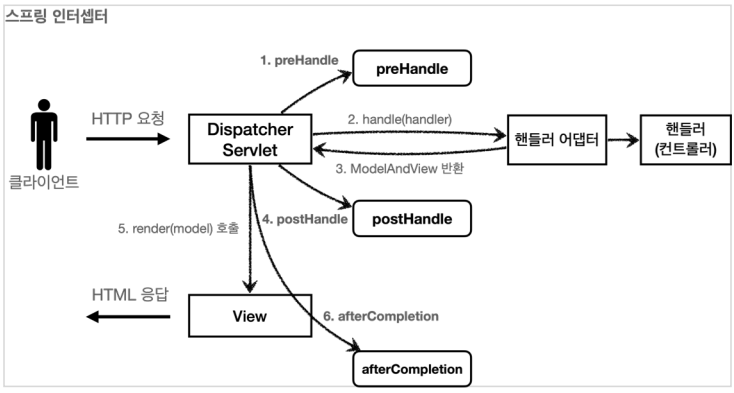 스프링 인터셉터
1. preHandle
preHandle
HTTP 요청
Dispatcher
Servlet
2. handle(handler)
핸들러 어댑터
핸들러
(컨트롤러)
3. ModelAndView 반환
클라이언트
4. postHandle
postHandle
5. render(model) 호출
HTML 응답
View
6. afterCompletion
afterCompletion